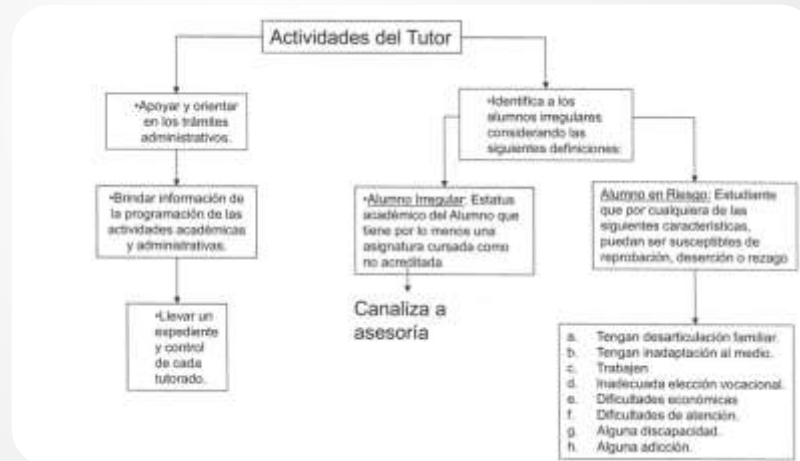 Actividades del Tutor
•Apoyar y orientar
en los trámites
administrativos.
•Brindar información de
la programación de las
actividades académicas
y administrativas.
•Llevar un
expediente
y control
de cada
tutorado.
•Identifica a los
alumnos irregulares
considerando las
siguientes definiciones:
•Alumno Irregular: Estatus
académico del Alumno que
tiene por lo menos una
asignatura cursada como
no acreditada
Canaliza a
asesoría
Alumno en Riesgo: Estudiante
que por cualquiera de las
siguientes características,
puedan ser susceptibles de
reprobación, deserción o rezago
a. Tengan desarticulación familiar.
b. Tengan inadaptación al medio.
c. Trabajen
d. Inadecuada elección vocacional.
e. Dificultades económicas
f. Dificultades de atención.
g. Alguna discapacidad.
h. Alguna adicción.